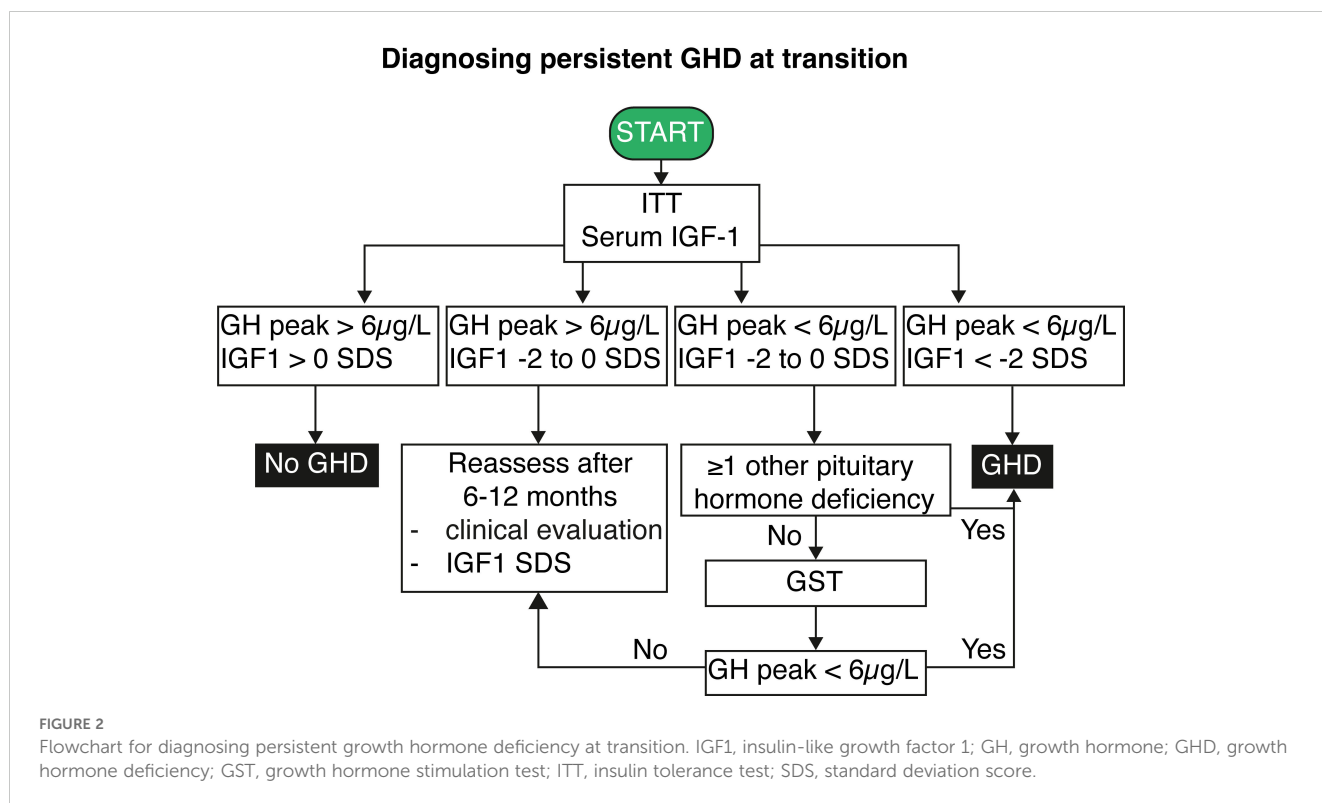 Diagnosing persistent GHD at transition
START
ITT
Serum IGF-1
GH peak > 6µg/L
IGF1 > 0 SDS
GH peak > 6µg/L
IGF1 -2 to 0 SDS
GH peak < 6µg/L
IGF1 -2 to 0 SDS
GH peak < 6µg/L
IGF1 < -2 SDS
No GHD
Reassess after
6-12 months
- clinical evaluation
- IGF1 SDS
≥1 other pituitary
hormone deficiency
GHD
No
Yes
GST
No
GH peak < 6µg/L
Yes
FIGURE 2
Flowchart for diagnosing persistent growth hormone deficiency at transition. IGF1, insulin-like growth factor 1; GH, growth hormone; GHD, growth
hormone deficiency; GST, growth hormone stimulation test; ITT, insulin tolerance test; SDS, standard deviation score.